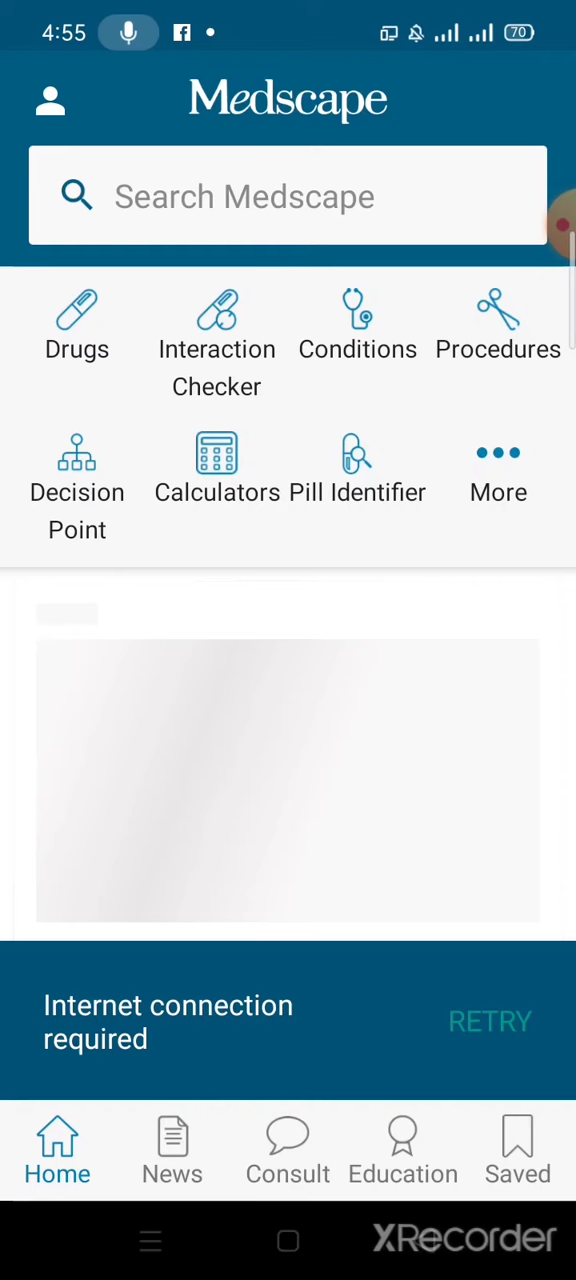 4:55
70
Medscape
Search Medscape
Drugs
Interaction
Checker
Conditions
Procedures
Decision
Point
Calculators
Pill Identifier
More
Internet connection
required
RETRY
Home
News
Consult
Education
Saved
XRecorder